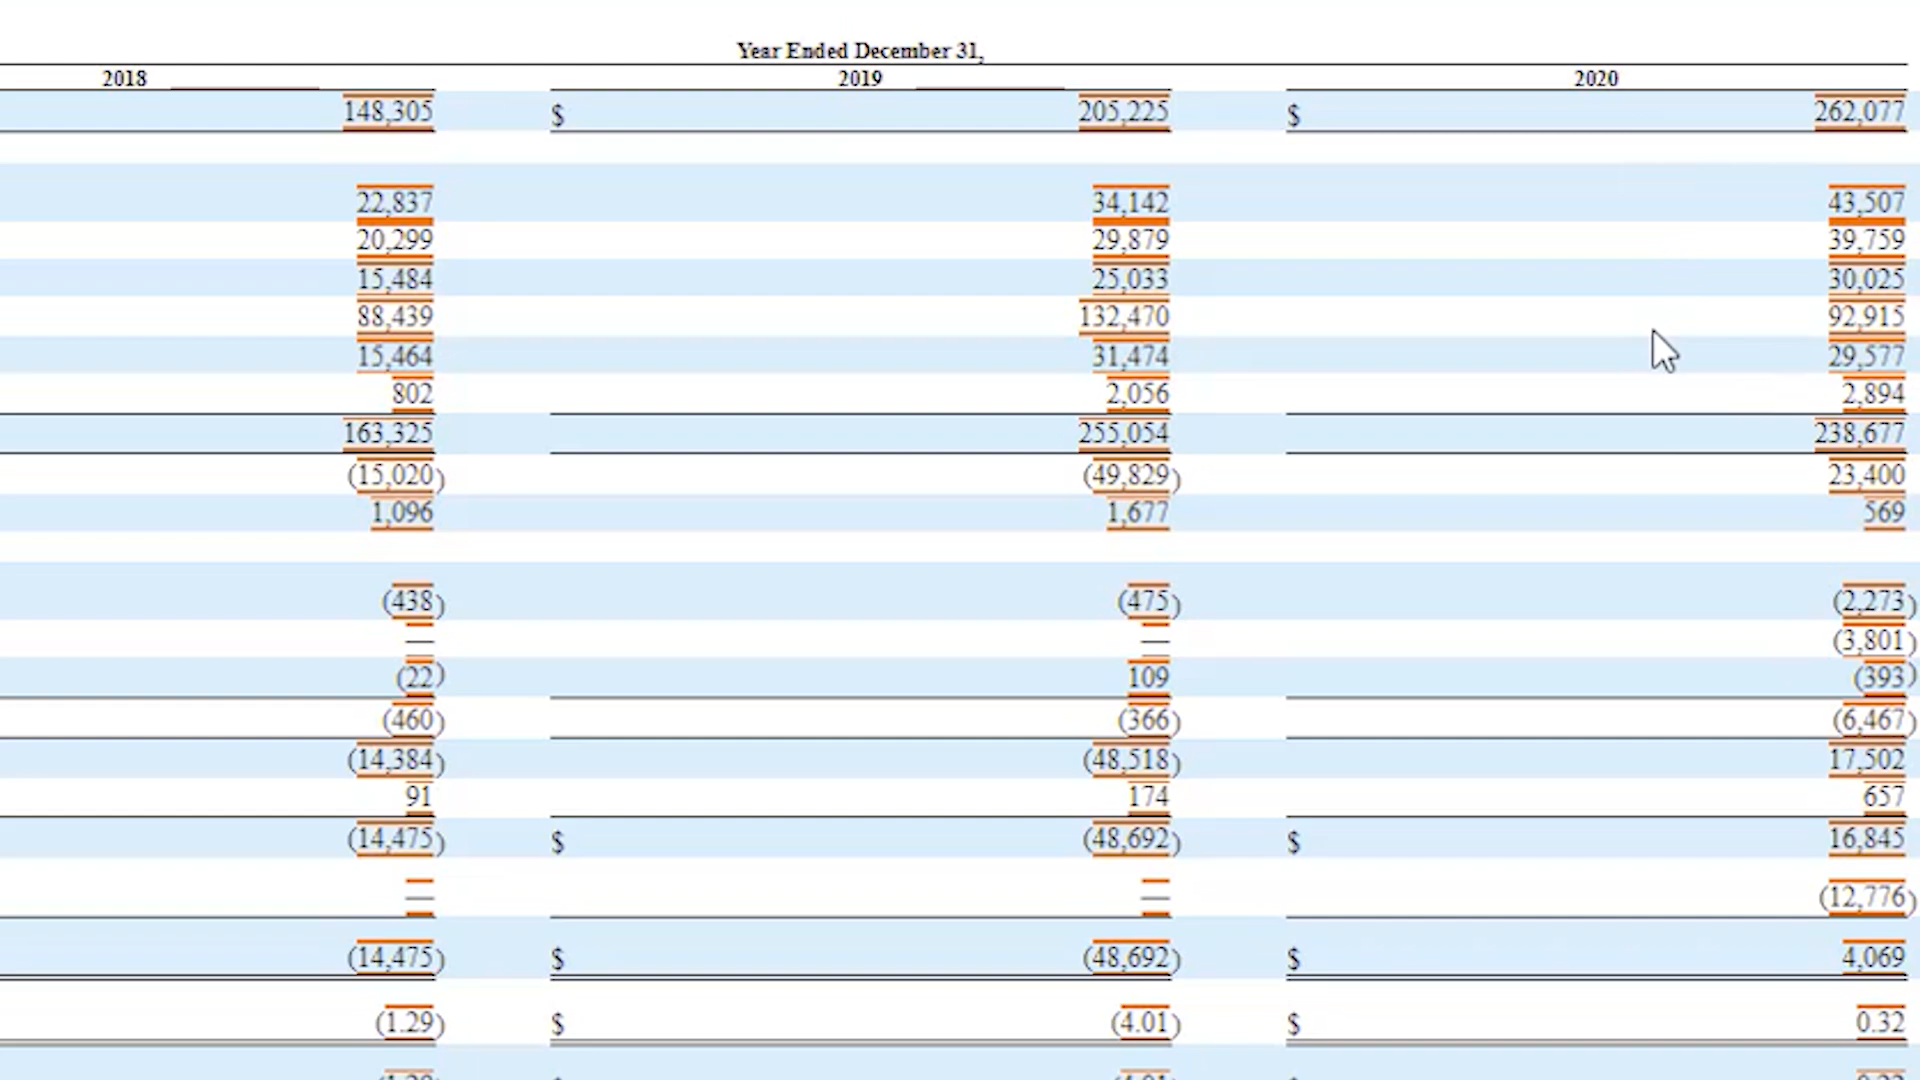 Year Ended December 31,
2018 2019 2020
148,305 $ 205,225 $ 262,077
22,837 34,142 43,507
20,299 29,879 39,759
15,484 25,033 30,025
88,439 132,470 92,915
15,464 31,474 29,577
802 2,056 2,894
163,325 255,054 238,677
(15,020) (49,829) 23,400
1,096 1,677 569
(438) (475) (2,273)
— — (3,801)
(22) 109 (393)
(460) (366) (6,467)
(14,384) (48,518) 17,502
91 174 657
(14,475) $ (48,692) $ 16,845
— — (12,776)
(14,475) $ (48,692) $ 4,069
(1.29) $ (4.01) $ 0.32